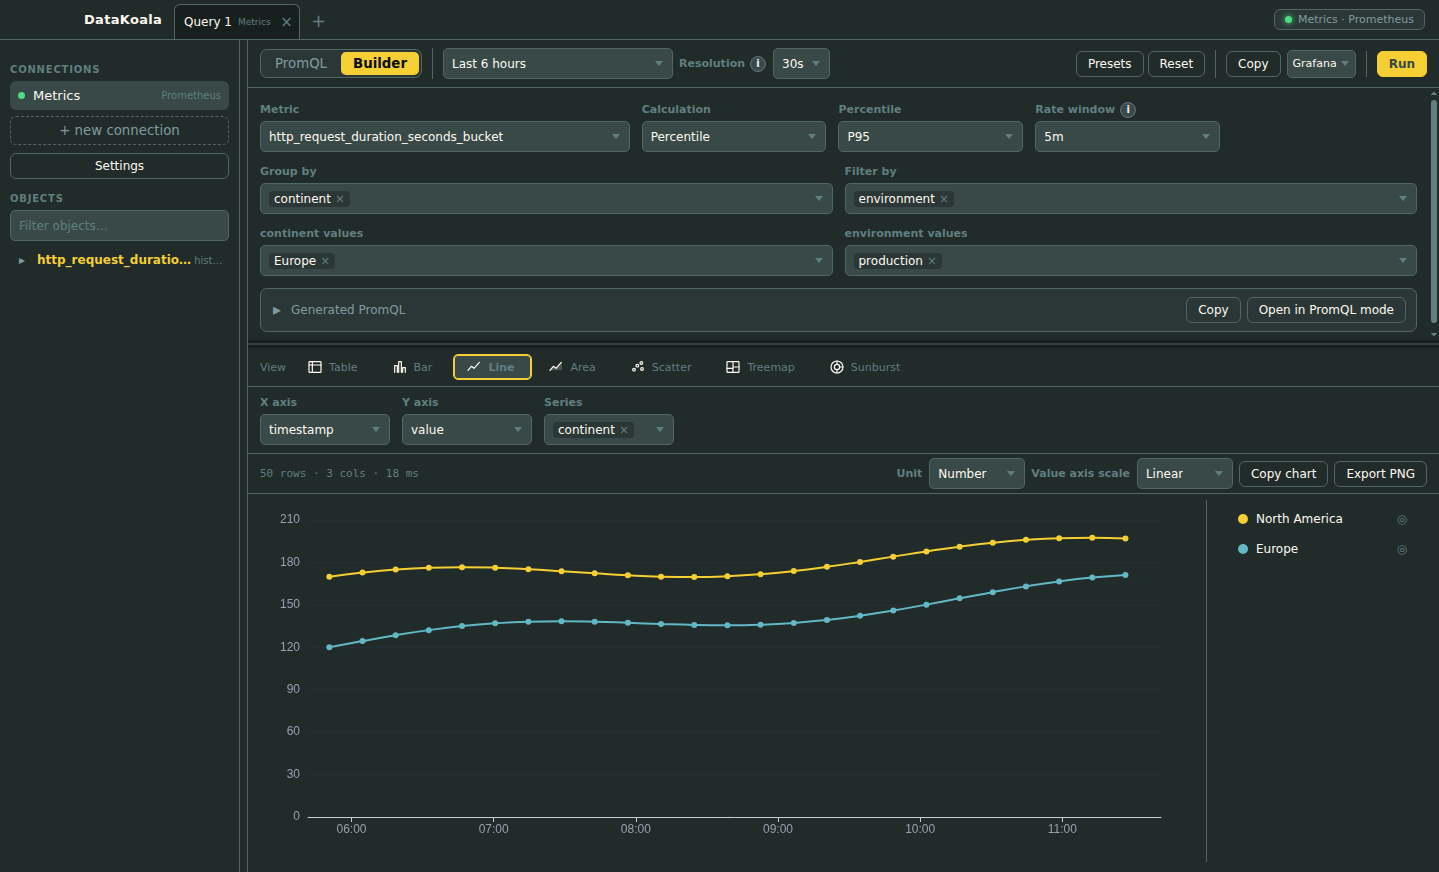 DataKoala Query 1 Metrics × + Metrics · Prometheus
CONNECTIONS
Metrics Prometheus
+ new connection
Settings
OBJECTS
Filter objects...
▸ http_request_duratio... hist...
PromQL Builder Last 6 hours Resolution i 30s Presets Reset Copy Grafana Run
Metric Calculation Percentile Rate window i
http_request_duration_seconds_bucket Percentile P95 5m
Group by Filter by
continent × environment ×
continent values environment values
Europe × production ×
▶ Generated PromQL Copy Open in PromQL mode
View Table Bar Line Area Scatter Treemap Sunburst
X axis Y axis Series
timestamp value continent ×
50 rows · 3 cols · 18 ms Unit Number Value axis scale Linear Copy chart Export PNG
210
180
150
120
90
60
30
0
06:00 07:00 08:00 09:00 10:00 11:00
North America ◎
Europe ◎